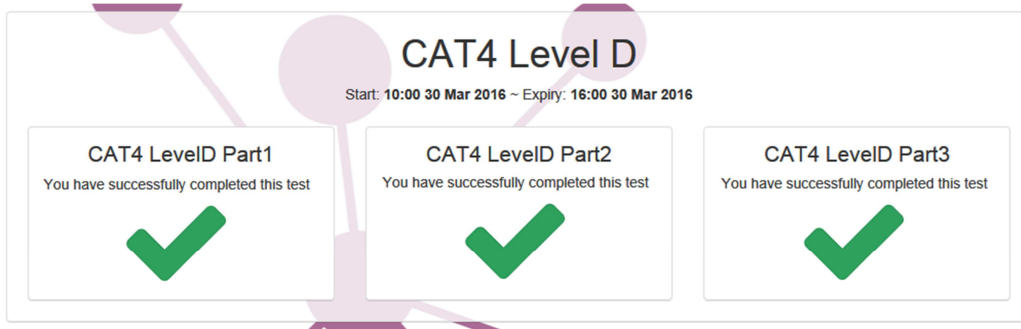 CAT4 Level D
Start: 10:00 30 Mar 2016 ~ Expiry: 16:00 30 Mar 2016
CAT4 LevelD Part1
You have successfully completed this test
CAT4 LevelD Part2
You have successfully completed this test
CAT4 LevelD Part3
You have successfully completed this test